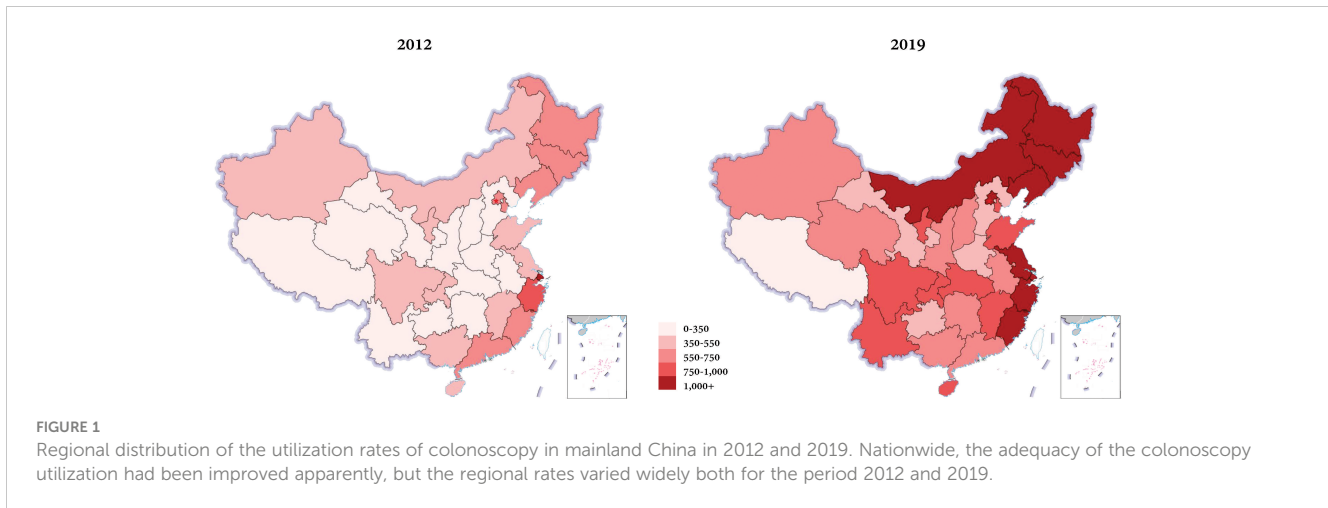 2012
2019
0-350
350-550
550-750
750-1,000
1,000+
FIGURE 1
Regional distribution of the utilization rates of colonoscopy in mainland China in 2012 and 2019. Nationwide, the adequacy of the colonoscopy
utilization had been improved apparently, but the regional rates varied widely both for the period 2012 and 2019.